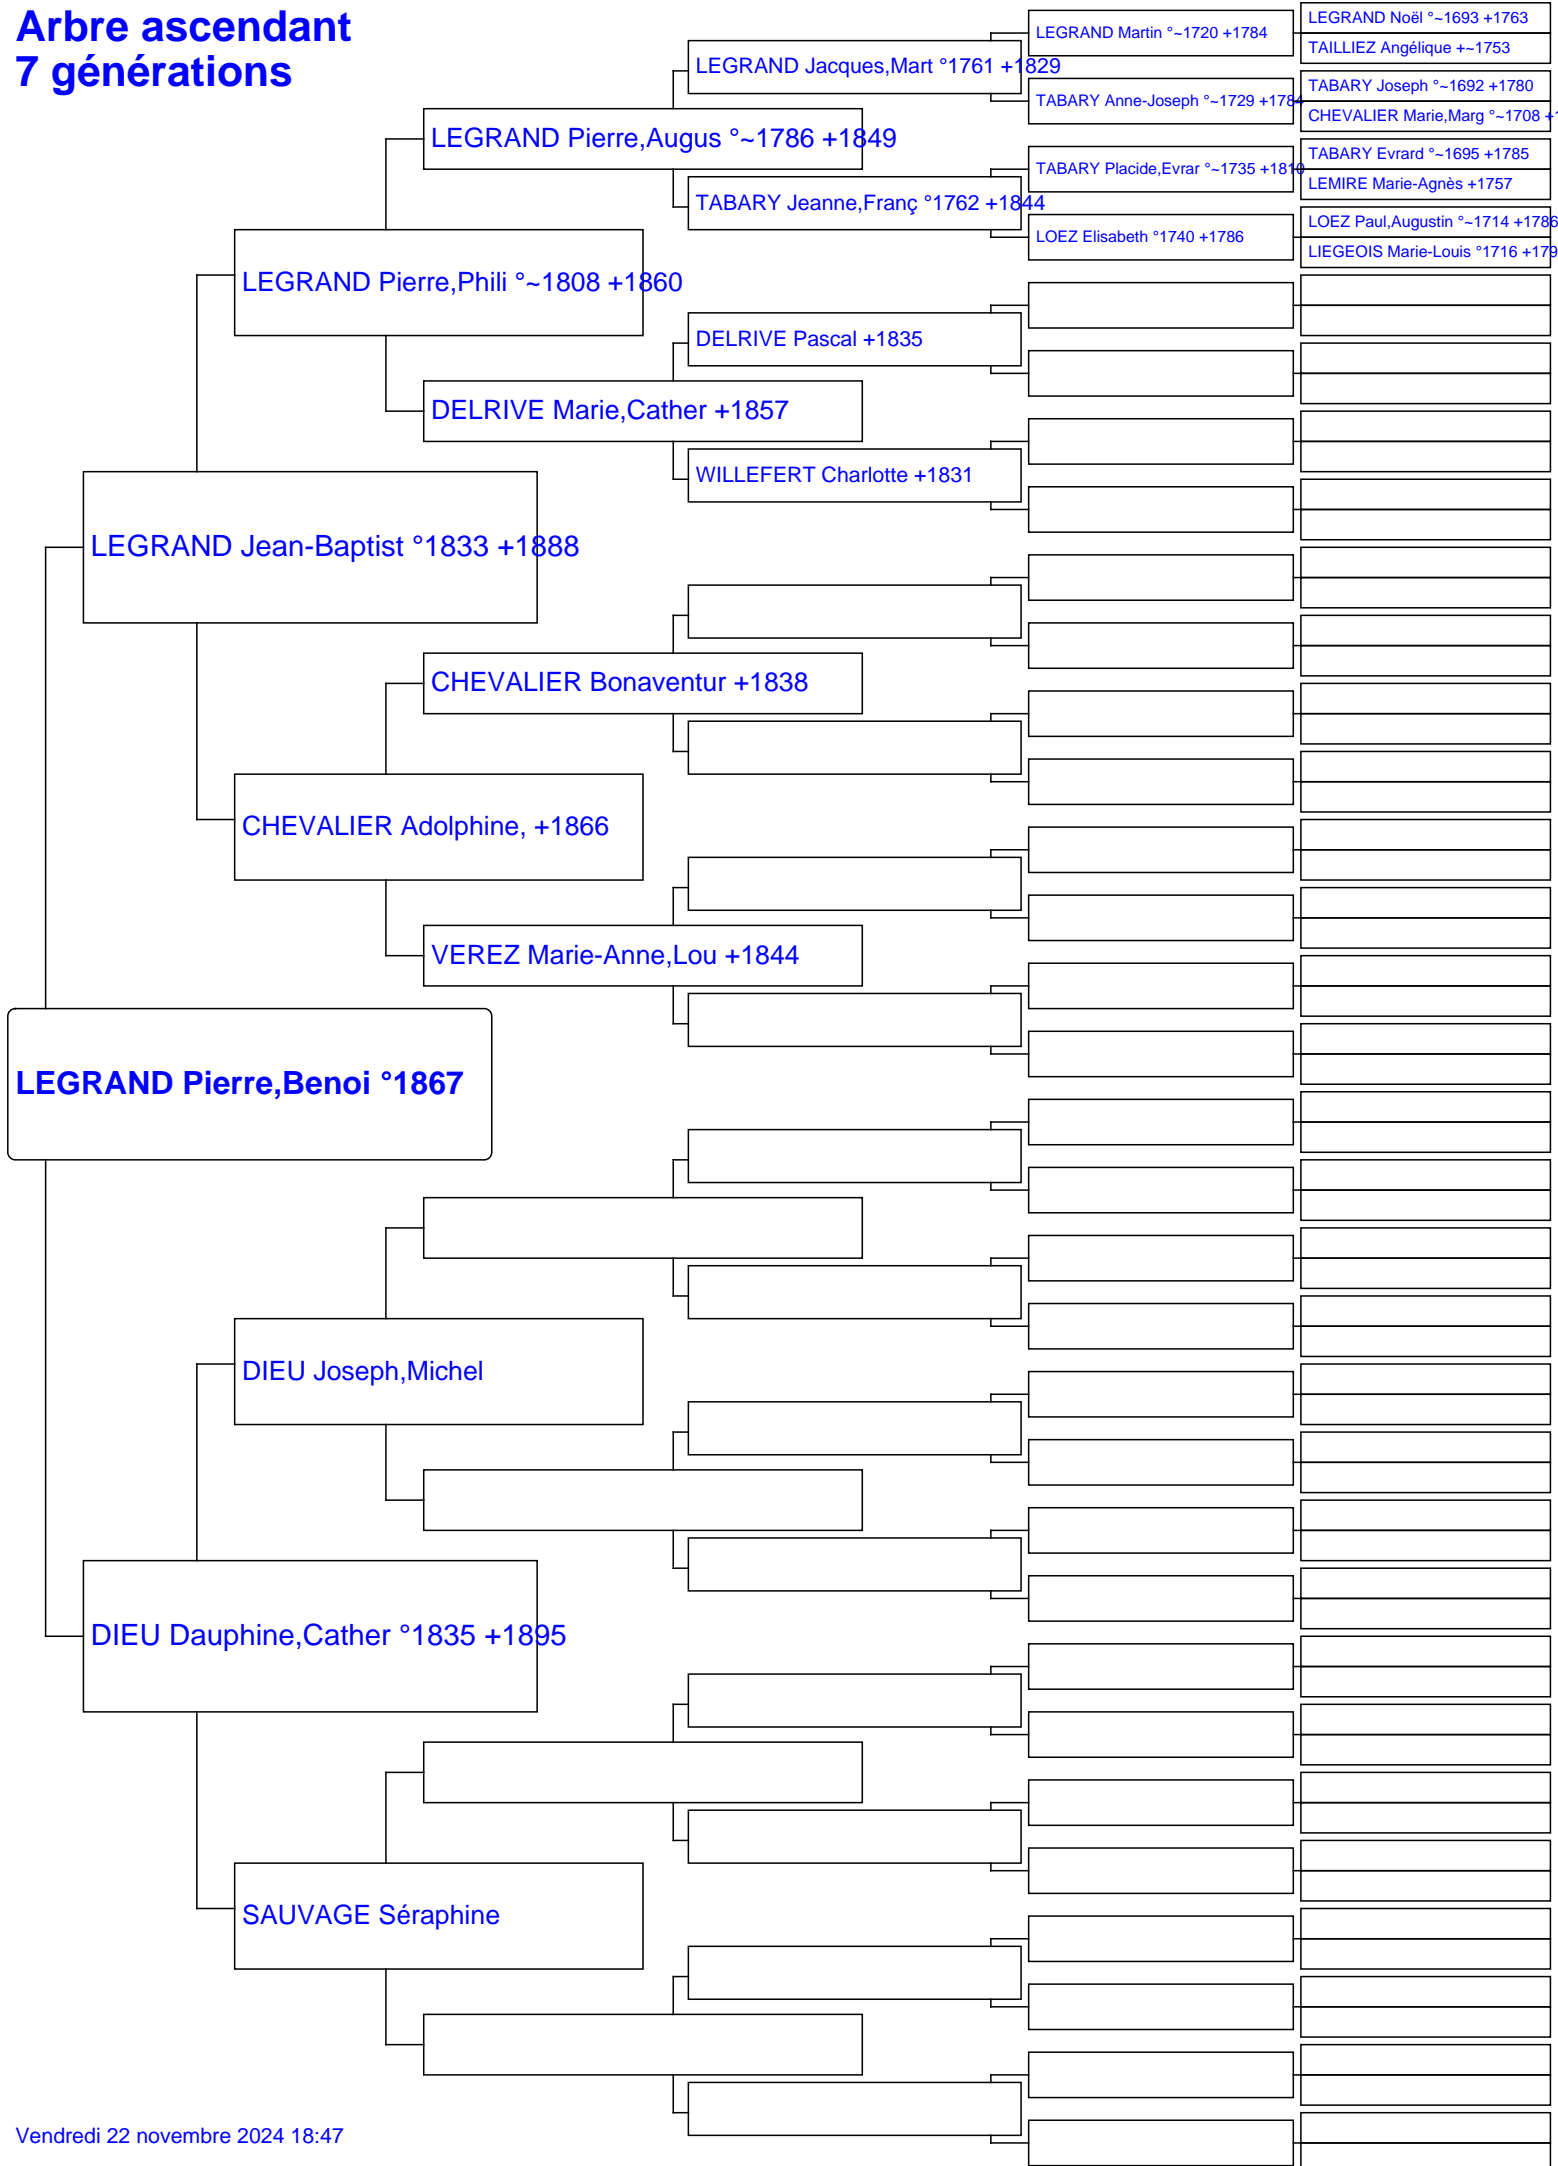 Arbre ascendant
7 générations
LEGRAND Noël °~1693 +1763
LEGRAND Martin °~1720 +1784
TAILLIEZ Angélique +~1753
LEGRAND Jacques,Mart °1761 +1829
TABARY Joseph °~1692 +1780
TABARY Anne-Joseph °~1729 +1784
CHEVALIER Marie,Marg °~1708 +1
LEGRAND Pierre,Augus °~1786 +1849
TABARY Evrard °~1695 +1785
TABARY Placide,Evrar °~1735 +1810
LEMIRE Marie-Agnès +1757
TABARY Jeanne,Franç °1762 +1844
LOEZ Paul,Augustin °~1714 +1786
LOEZ Elisabeth °1740 +1786
LIEGEOIS Marie-Louis °1716 +179
LEGRAND Pierre,Phili °~1808 +1860
DELRIVE Pascal +1835
DELRIVE Marie,Cather +1857
WILLEFERT Charlotte +1831
LEGRAND Jean-Baptist °1833 +1888
CHEVALIER Bonaventur +1838
CHEVALIER Adolphine, +1866
VEREZ Marie-Anne,Lou +1844
LEGRAND Pierre,Benoi °1867
DIEU Joseph,Michel
DIEU Dauphine,Cather °1835 +1895
SAUVAGE Séraphine
Vendredi 22 novembre 2024 18:47